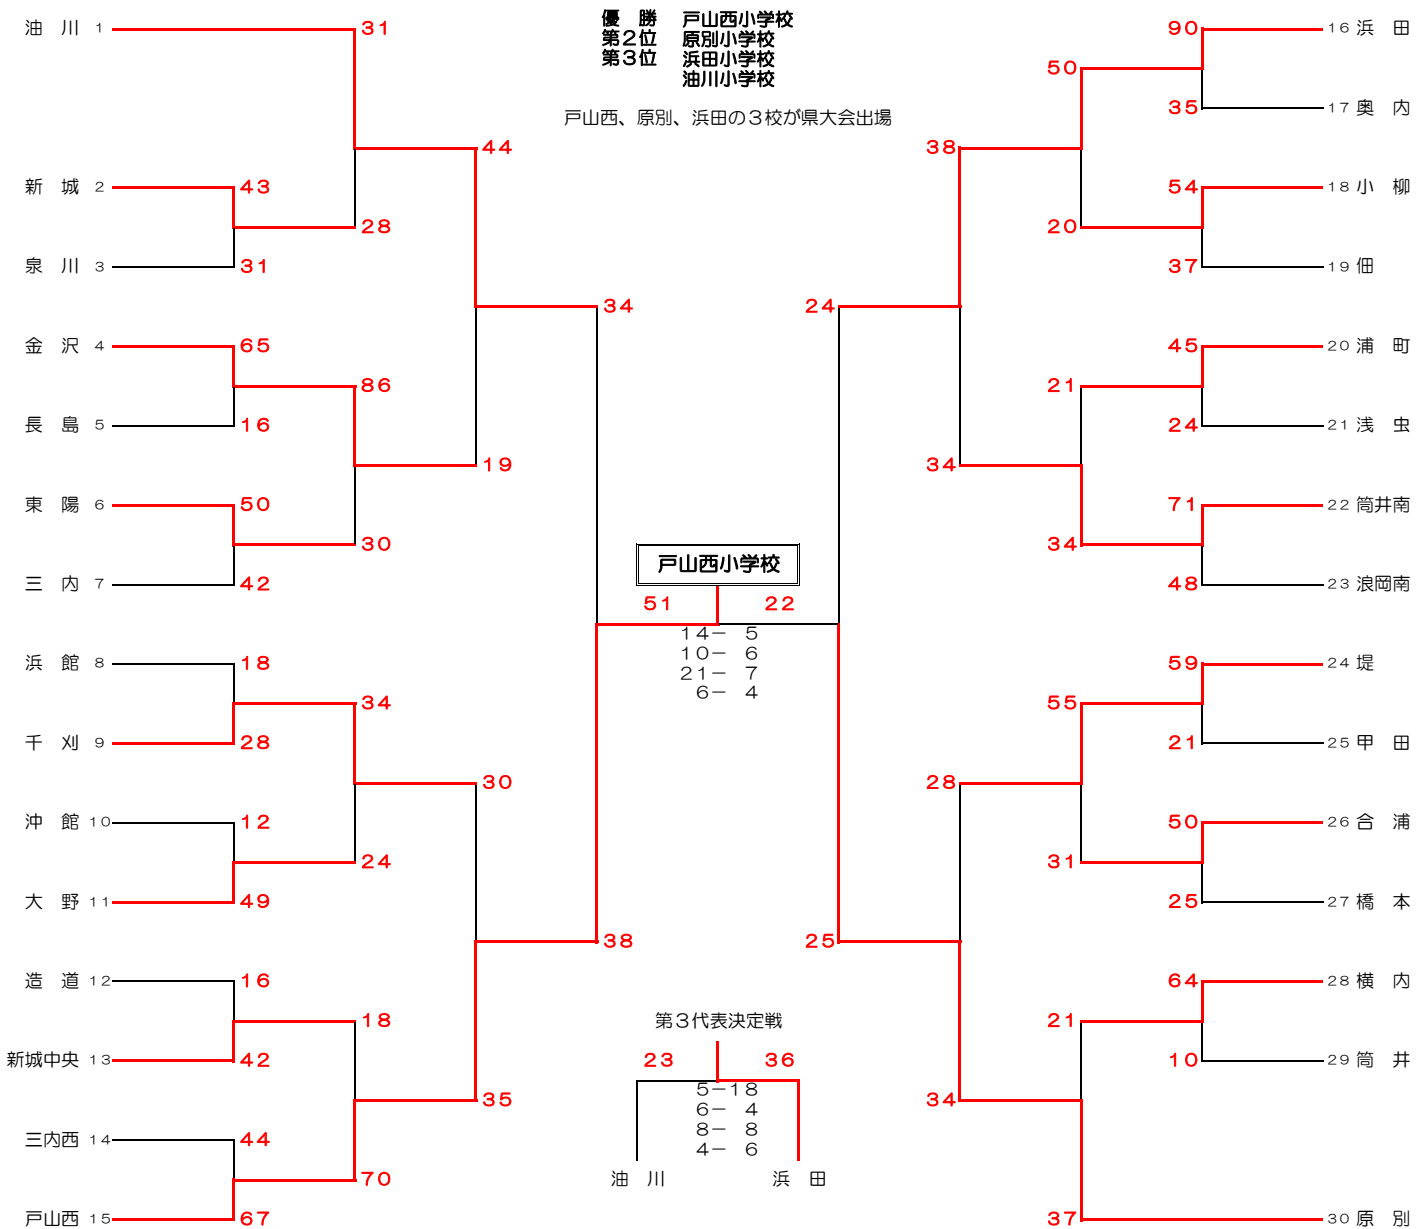 優　勝　戸山西小学校
第２位　原別小学校
第３位　浜田小学校
油川小学校
戸山西、原別、浜田の３校が県大会出場
油　川 1 31
44
新　城 2 43
28
泉　川 3 31
34
金　沢 4 65
86
長　島 5 16
19
東　陽 6 50
30
三　内 7 42
浜　館 8 18
34
千　刈 9 28
30
沖　館 10 12
24
大　野 11 49
38
造　道 12 16
18
新城中央 13 42
35
三内西 14 44
70
戸山西 15 67
戸山西小学校
51 22
14－ 5
10－ 6
21－ 7
6－ 4
第３代表決定戦
23 36
5－18
6－ 4
8－ 8
4－ 6
油　川 浜　田
90 16 浜　田
50
35 17 奥　内
38
54 18 小　柳
20
37 19 佃
24
45 20 浦　町
21
24 21 浅　虫
34
71 22 筒井南
34
48 23 浪岡南
59 24 堤
55
21 25 甲　田
28
50 26 合　浦
31
25 27 橋　本
25
64 28 横　内
21
10 29 筒　井
34
37 30 原　別